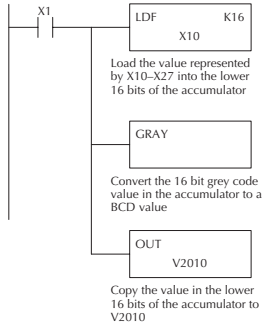 X1
LDF K16
X10
Load the value represented
by X10–X27 into the lower
16 bits of the accumulator
GRAY
Convert the 16 bit grey code
value in the accumulator to a
BCD value
OUT
V2010
Copy the value in the lower
16 bits of the accumulator to
V2010